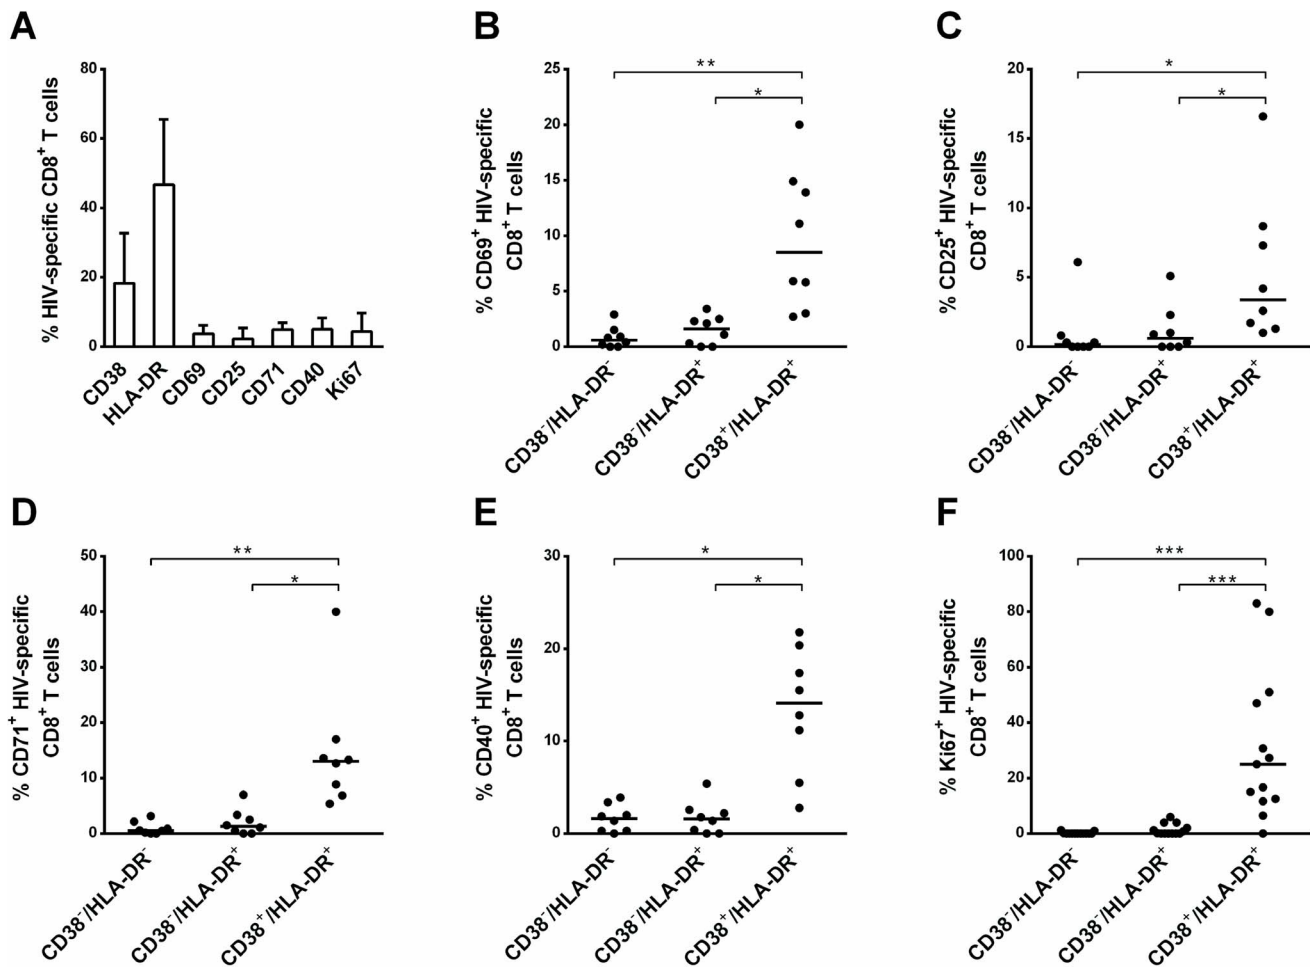 A
% HIV-specific CD8⁺ T cells
80
60
40
20
0
CD38
HLA-DR
CD69
CD25
CD71
CD40
Ki67
B
% CD69⁺ HIV-specific
CD8⁺ T cells
25
20
15
10
5
0
**
*
CD38⁻/HLA-DR⁻
CD38⁻/HLA-DR⁺
CD38⁺/HLA-DR⁺
C
% CD25⁺ HIV-specific
CD8⁺ T cells
20
15
10
5
0
*
*
CD38⁻/HLA-DR⁻
CD38⁻/HLA-DR⁺
CD38⁺/HLA-DR⁺
D
% CD71⁺ HIV-specific
CD8⁺ T cells
50
40
30
20
10
0
**
*
CD38⁻/HLA-DR⁻
CD38⁻/HLA-DR⁺
CD38⁺/HLA-DR⁺
E
% CD40⁺ HIV-specific
CD8⁺ T cells
30
20
10
0
*
*
CD38⁻/HLA-DR⁻
CD38⁻/HLA-DR⁺
CD38⁺/HLA-DR⁺
F
% Ki67⁺ HIV-specific
CD8⁺ T cells
100
80
60
40
20
0
***
***
CD38⁻/HLA-DR⁻
CD38⁻/HLA-DR⁺
CD38⁺/HLA-DR⁺